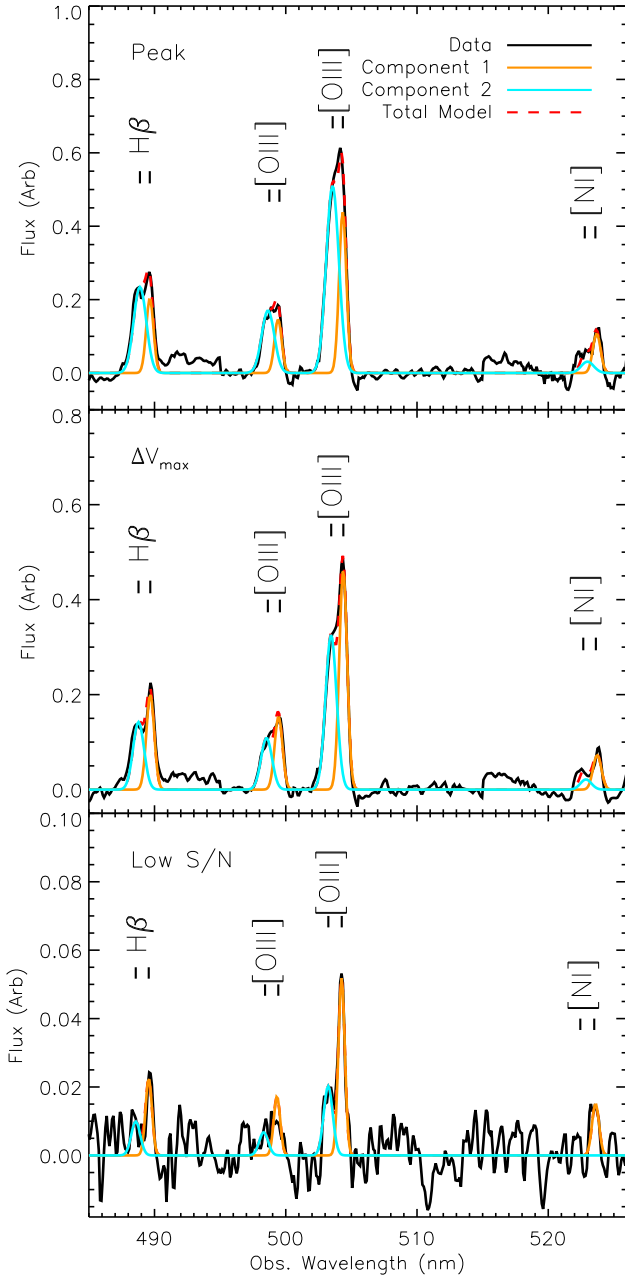 Peak
Data
Component 1
Component 2
Total Model
Hβ
[OIII]
[OIII]
[NI]
1.0
0.8
0.6
0.4
0.2
0.0
Flux (Arb)
ΔVmax
Hβ
[OIII]
[OIII]
[NI]
0.8
0.6
0.4
0.2
0.0
Flux (Arb)
Low S/N
Hβ
[OIII]
[OIII]
[NI]
0.10
0.08
0.06
0.04
0.02
0.00
Flux (Arb)
490 500 510 520
Obs. Wavelength (nm)